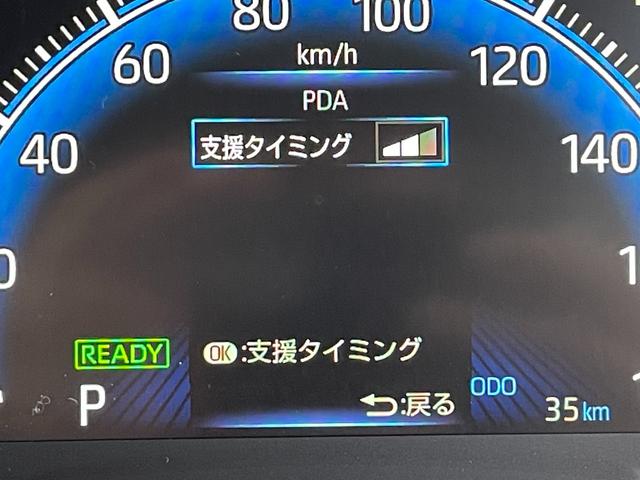 80 100
60 km/h 120
PDA
40 支援タイミング 140
READY OK:支援タイミング
ODO
P 戻る 35km